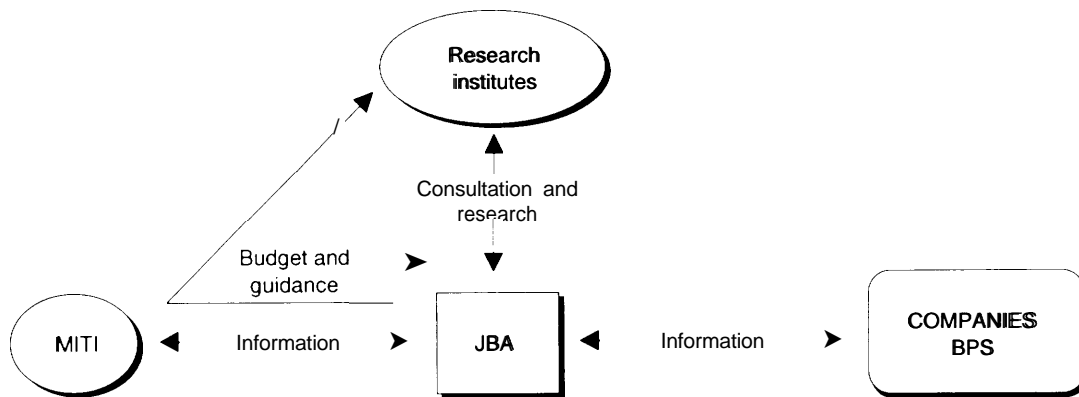 Research
institutes
Consultation and
research
Budget and
guidance
MITI
Information
JBA
Information
COMPANIES
BPS